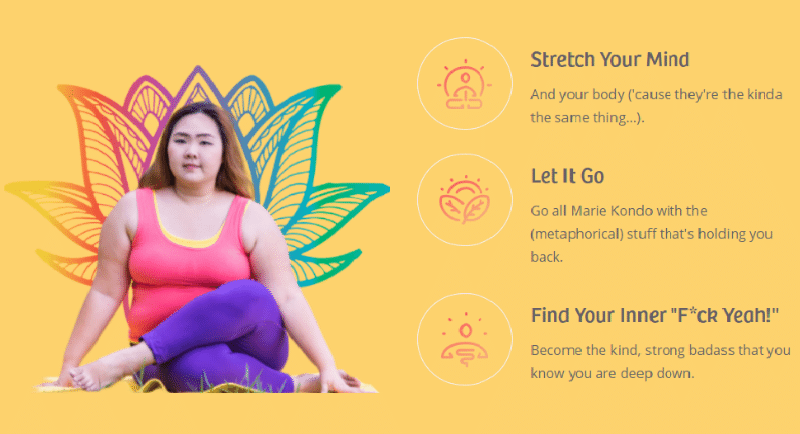 Stretch Your Mind
And your body ('cause they're the kinda
the same thing...).
Let It Go
Go all Marie Kondo with the
(metaphorical) stuff that's holding you
back.
Find Your Inner "F*ck Yeah!"
Become the kind, strong badass that you
know you are deep down.